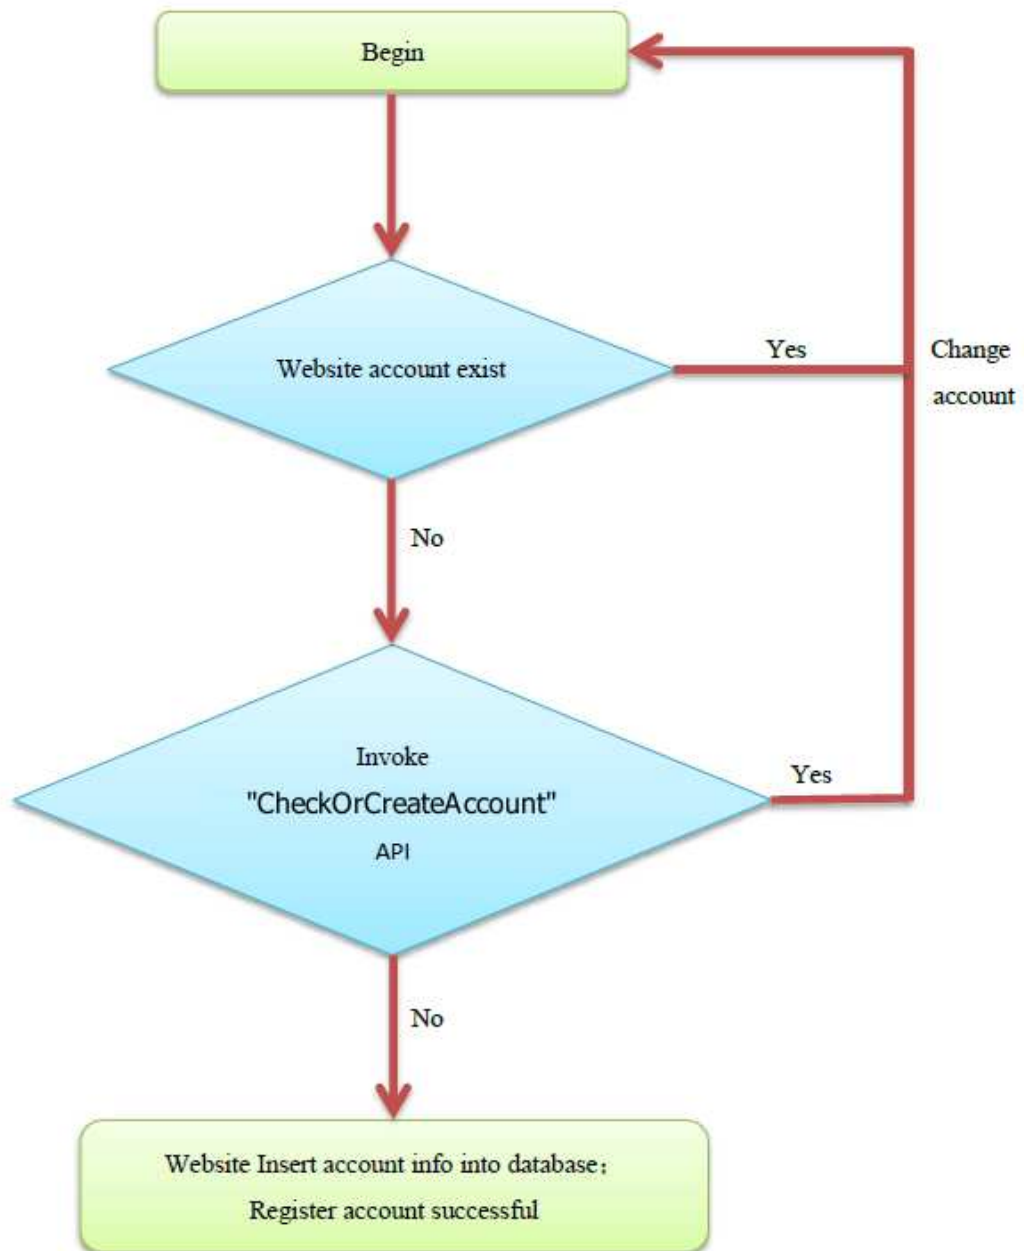 Begin
Website account exist
Yes
Change
account
No
Invoke
"CheckOrCreateAccount"
API
Yes
No
Website Insert account info into database；
Register account successful